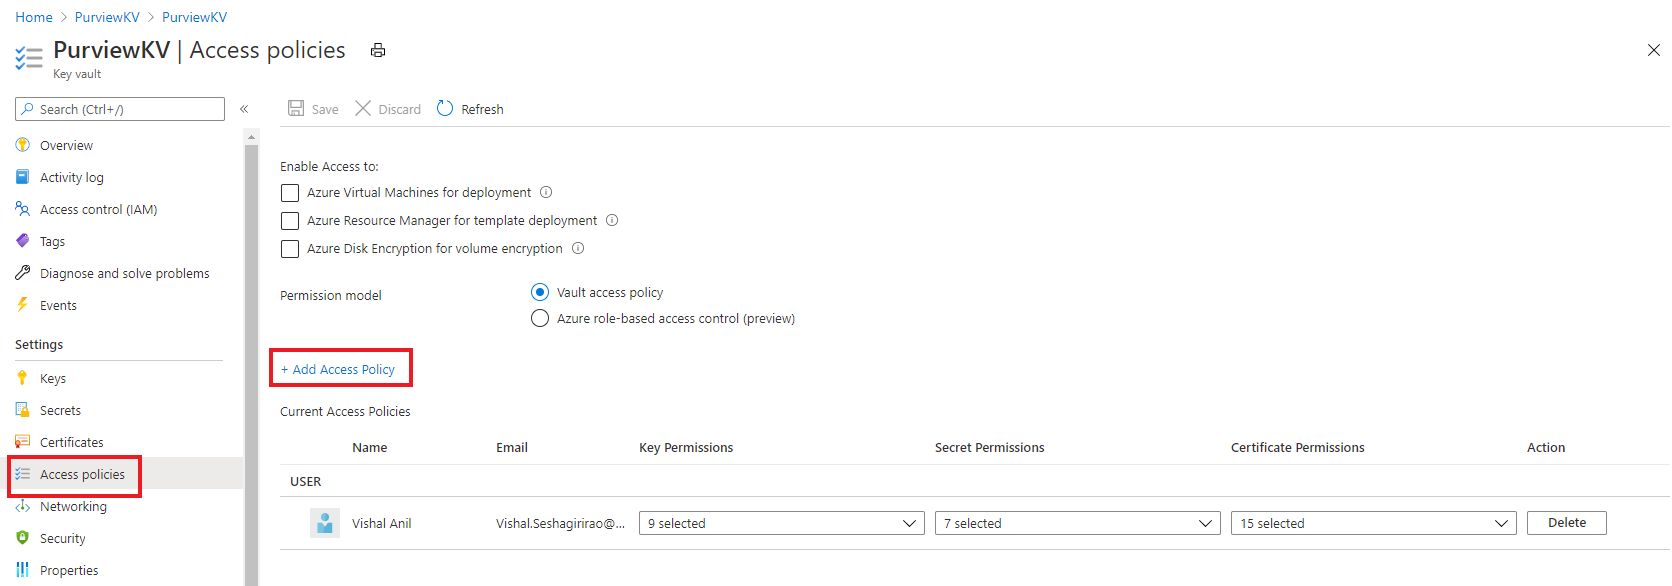 Home > PurviewKV > PurviewKV
PurviewKV | Access policies
Key vault
Search (Ctrl+/)
«
Overview
Activity log
Access control (IAM)
Tags
Diagnose and solve problems
Events
Settings
Keys
Secrets
Certificates
Access policies
Networking
Security
Properties
Save Discard Refresh
Enable Access to:
Azure Virtual Machines for deployment
Azure Resource Manager for template deployment
Azure Disk Encryption for volume encryption
Permission model
Vault access policy
Azure role-based access control (preview)
+ Add Access Policy
Current Access Policies
Name Email Key Permissions Secret Permissions Certificate Permissions Action
USER
Vishal Anil Vishal.Seshagirirao@... 9 selected 7 selected 15 selected Delete